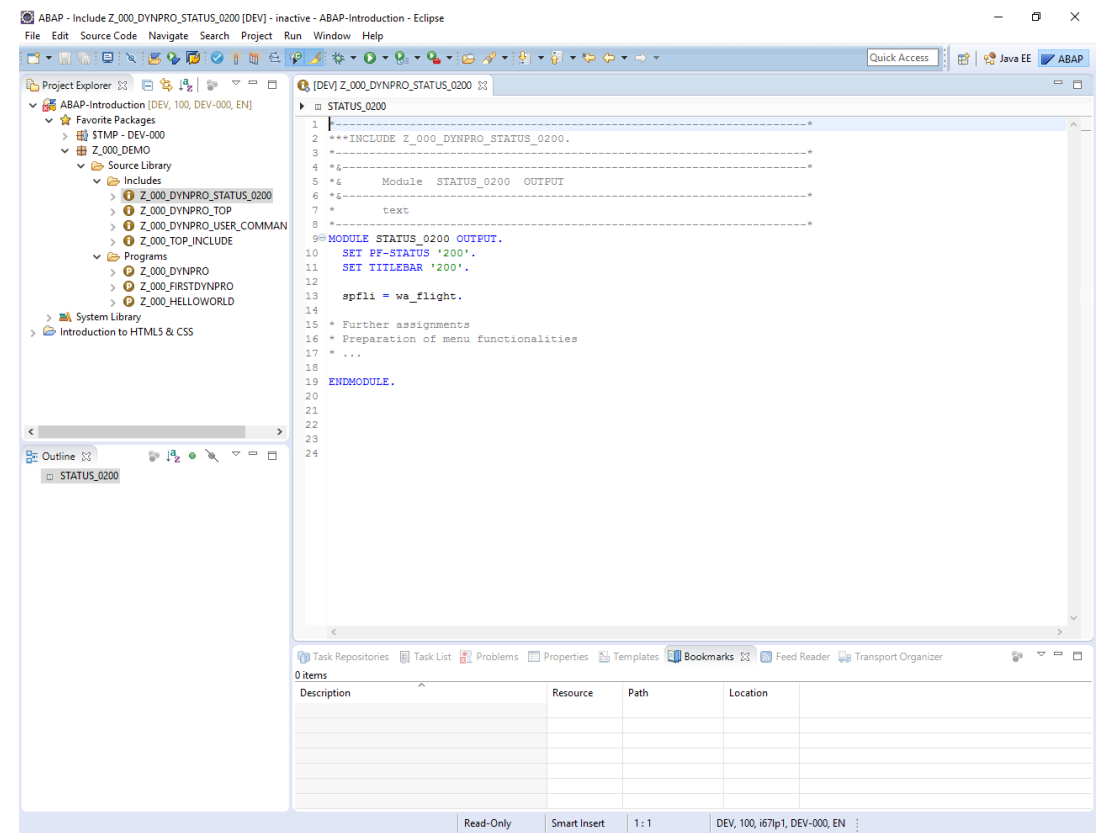 ABAP - Include Z_000_DYNPRO_STATUS_0200 [DEV] - inactive - ABAP-Introduction - Eclipse
File Edit Source Code Navigate Search Project Run Window Help
Quick Access Java EE ABAP
Project Explorer
ABAP-Introduction [DEV, 100, DEV-000, EN]
Favorite Packages
$TMP - DEV-000
Z_000_DEMO
Source Library
Includes
Z_000_DYNPRO_STATUS_0200
Z_000_DYNPRO_TOP
Z_000_DYNPRO_USER_COMMAN
Z_000_TOP_INCLUDE
Programs
Z_000_DYNPRO
Z_000_FIRSTDYNPRO
Z_000_HELLOWORLD
System Library
Introduction to HTML5 & CSS
Outline
STATUS_0200
[DEV] Z_000_DYNPRO_STATUS_0200
STATUS_0200
1 *----------------------------------------------------------------------*
2 ***INCLUDE Z_000_DYNPRO_STATUS_0200.
3 *----------------------------------------------------------------------*
4 *&---------------------------------------------------------------------*
5 *& Module STATUS_0200 OUTPUT
6 *&---------------------------------------------------------------------*
7 * text
8 *----------------------------------------------------------------------*
9 MODULE STATUS_0200 OUTPUT.
10 SET PF-STATUS '200'.
11 SET TITLEBAR '200'.
12
13 spfli = wa_flight.
14
15 * Further assignments
16 * Preparation of menu functionalities
17 * ...
18
19 ENDMODULE.
20
21
22
23
24
Task Repositories Task List Problems Properties Templates Bookmarks Feed Reader Transport Organizer
0 items
Description Resource Path Location
Read-Only Smart Insert 1 : 1 DEV, 100, i67lp1, DEV-000, EN